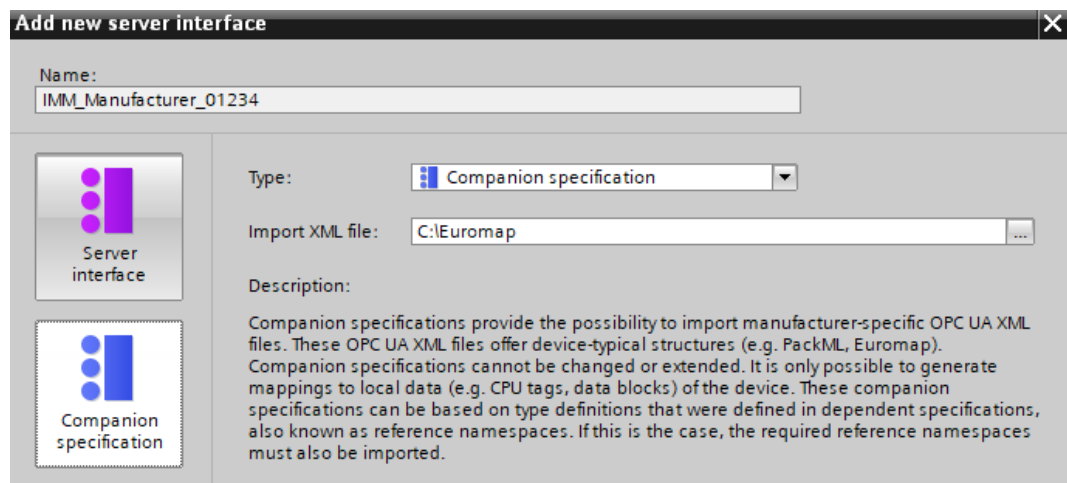 Add new server interface
Name:
IMM_Manufacturer_01234
Server
interface
Companion
specification
Type:
Companion specification
Import XML file:
C:\Euromap
...
Description:
Companion specifications provide the possibility to import manufacturer-specific OPC UA XML
files. These OPC UA XML files offer device-typical structures (e.g. PackML, Euromap).
Companion specifications cannot be changed or extended. It is only possible to generate
mappings to local data (e.g. CPU tags, data blocks) of the device. These companion
specifications can be based on type definitions that were defined in dependent specifications,
also known as reference namespaces. If this is the case, the required reference namespaces
must also be imported.